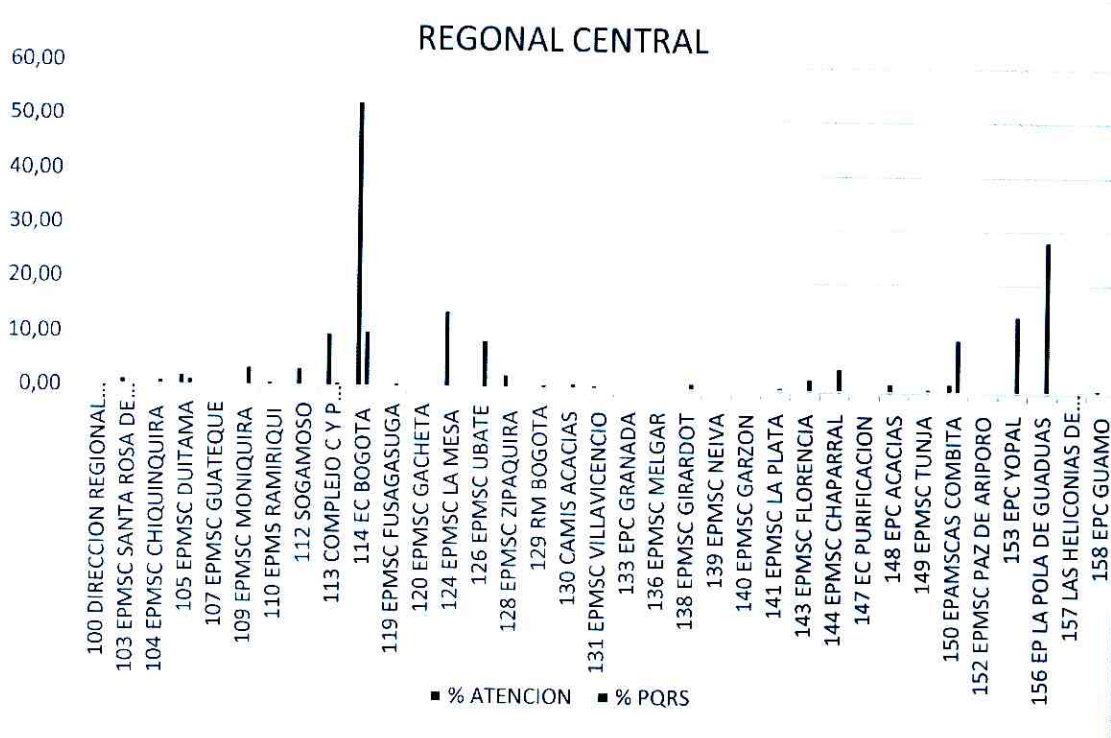 REGONAL CENTRAL
60,00
50,00
40,00
30,00
20,00
10,00
0,00
100 DIRECCION REGIONAL...
103 EPMSC SANTA ROSA DE...
104 EPMSC CHIQUINQUIRA
105 EPMSC DUITAMA
107 EPMSC GUATEQUE
109 EPMSC MONIQUIRA
110 EPMS RAMIRIQUI
112 SOGAMOSO
113 COMPLEJO C Y P...
114 EC BOGOTA
119 EPMSC FUSAGASUGA
120 EPMSC GACHETA
124 EPMSC LA MESA
126 EPMSC UBATE
128 EPMSC ZIPAQUIRA
129 RM BOGOTA
130 CAMIS ACACIAS
131 EPMSC VILLAVICENCIO
133 EPC GRANADA
136 EPMSC MELGAR
138 EPMSC GIRARDOT
139 EPMSC NEIVA
140 EPMSC GARZON
141 EPMSC LA PLATA
143 EPMSC FLORENCIA
144 EPMSC CHAPARRAL
147 EC PURIFICACION
148 EPC ACACIAS
149 EPMSC TUNJA
150 EPAMSCAS COMBITA
152 EPMSC PAZ DE ARIPORO
153 EPC YOPAL
156 EP LA POLA DE GUADUAS
157 LAS HELICONIAS DE...
158 EPC GUAMO
% ATENCION
% PQRS